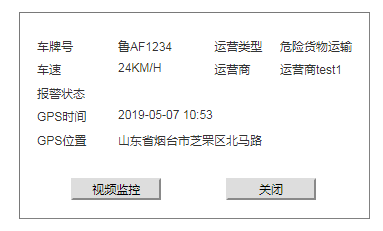 车牌号 鲁AF1234 运营类型 危险货物运输
车速 24KM/H 运营商 运营商test1
报警状态
GPS时间 2019-05-07 10:53
GPS位置 山东省烟台市芝罘区北马路
视频监控 关闭